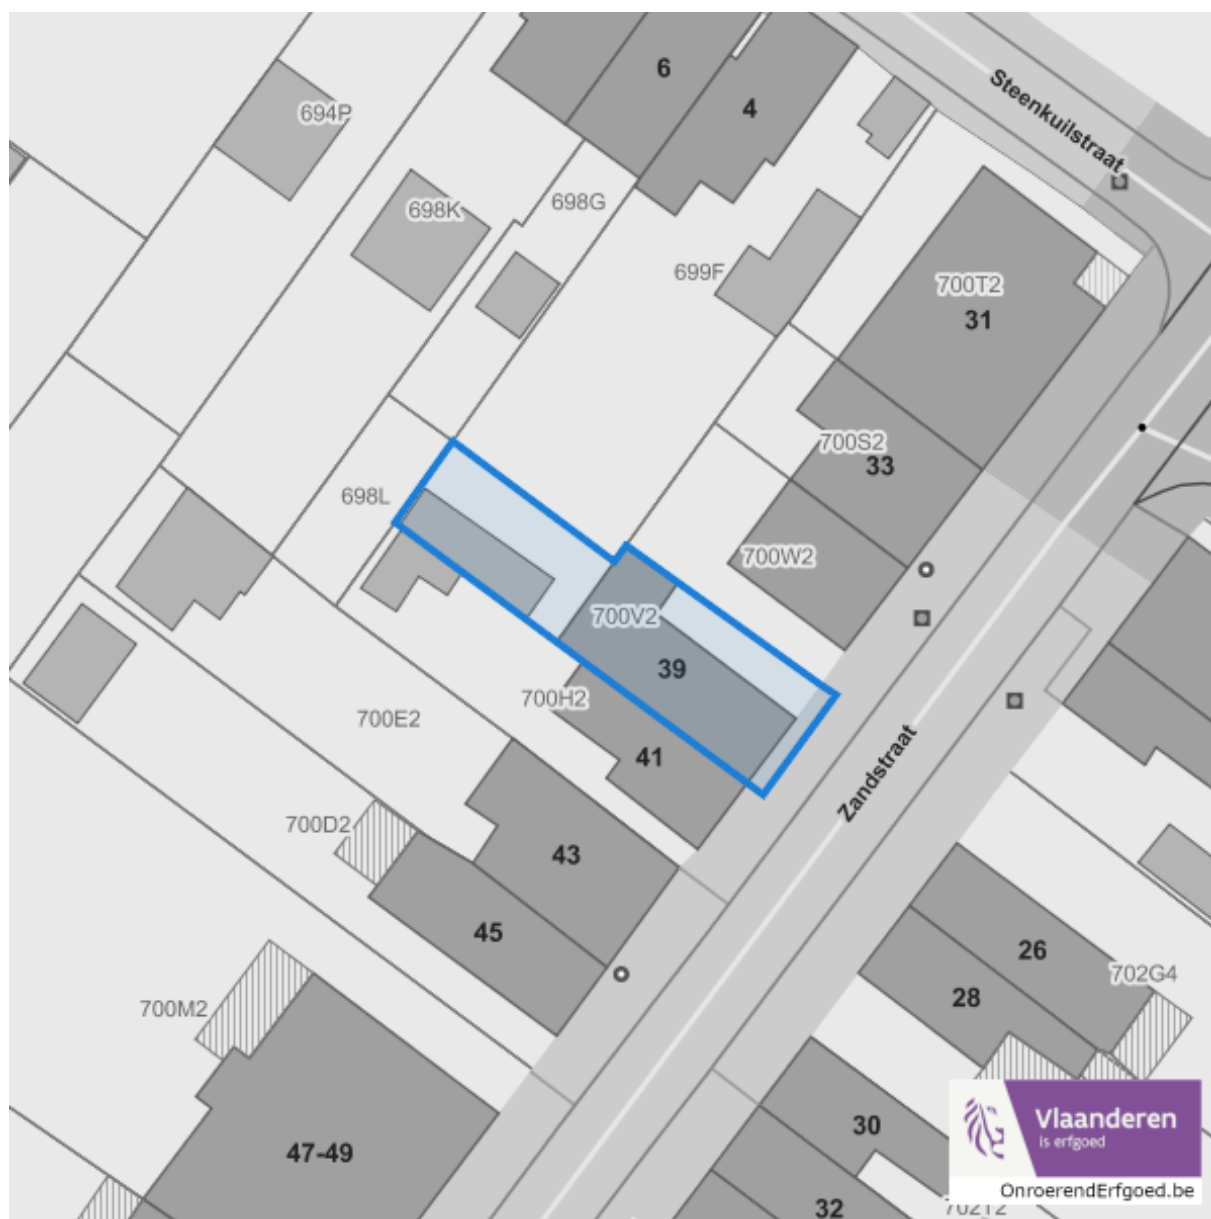 6
4
Steenkuilstraat
694P
698K
698G
699F
700T2
31
700S2
33
698L
700W2
700V2
39
700H2
700E2
41
Zandstraat
700D2
43
45
26
702G4
28
700M2
30
47-49
32
702T2
Vlaanderen
is erfgoed
OnroerendErfgoed.be